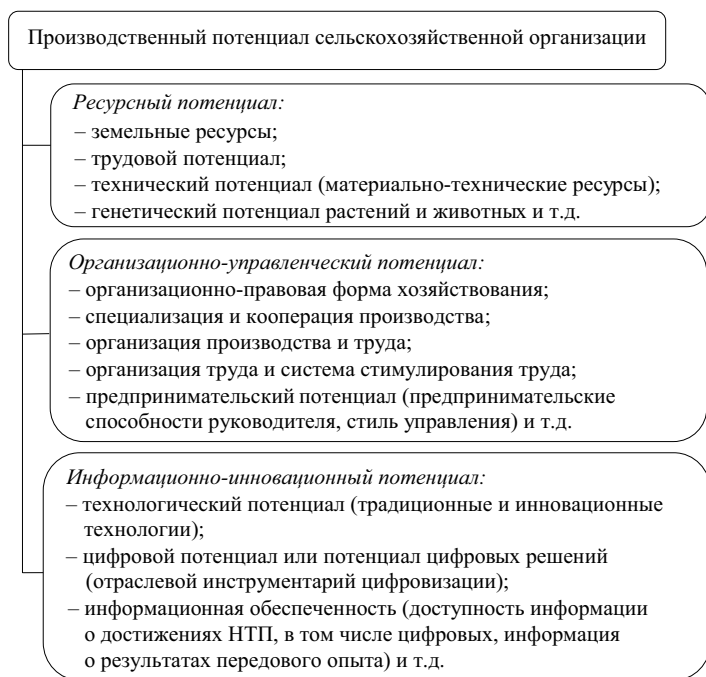 Производственный потенциал сельскохозяйственной организации
Ресурсный потенциал:
– земельные ресурсы;
– трудовой потенциал;
– технический потенциал (материально-технические ресурсы);
– генетический потенциал растений и животных и т.д.
Организационно-управленческий потенциал:
– организационно-правовая форма хозяйствования;
– специализация и кооперация производства;
– организация производства и труда;
– организация труда и система стимулирования труда;
– предпринимательский потенциал (предпринимательские
способности руководителя, стиль управления) и т.д.
Информационно-инновационный потенциал:
– технологический потенциал (традиционные и инновационные
технологии);
– цифровой потенциал или потенциал цифровых решений
(отраслевой инструментарий цифровизации);
– информационная обеспеченность (доступность информации
о достижениях НТП, в том числе цифровых, информация
о результатах передового опыта) и т.д.